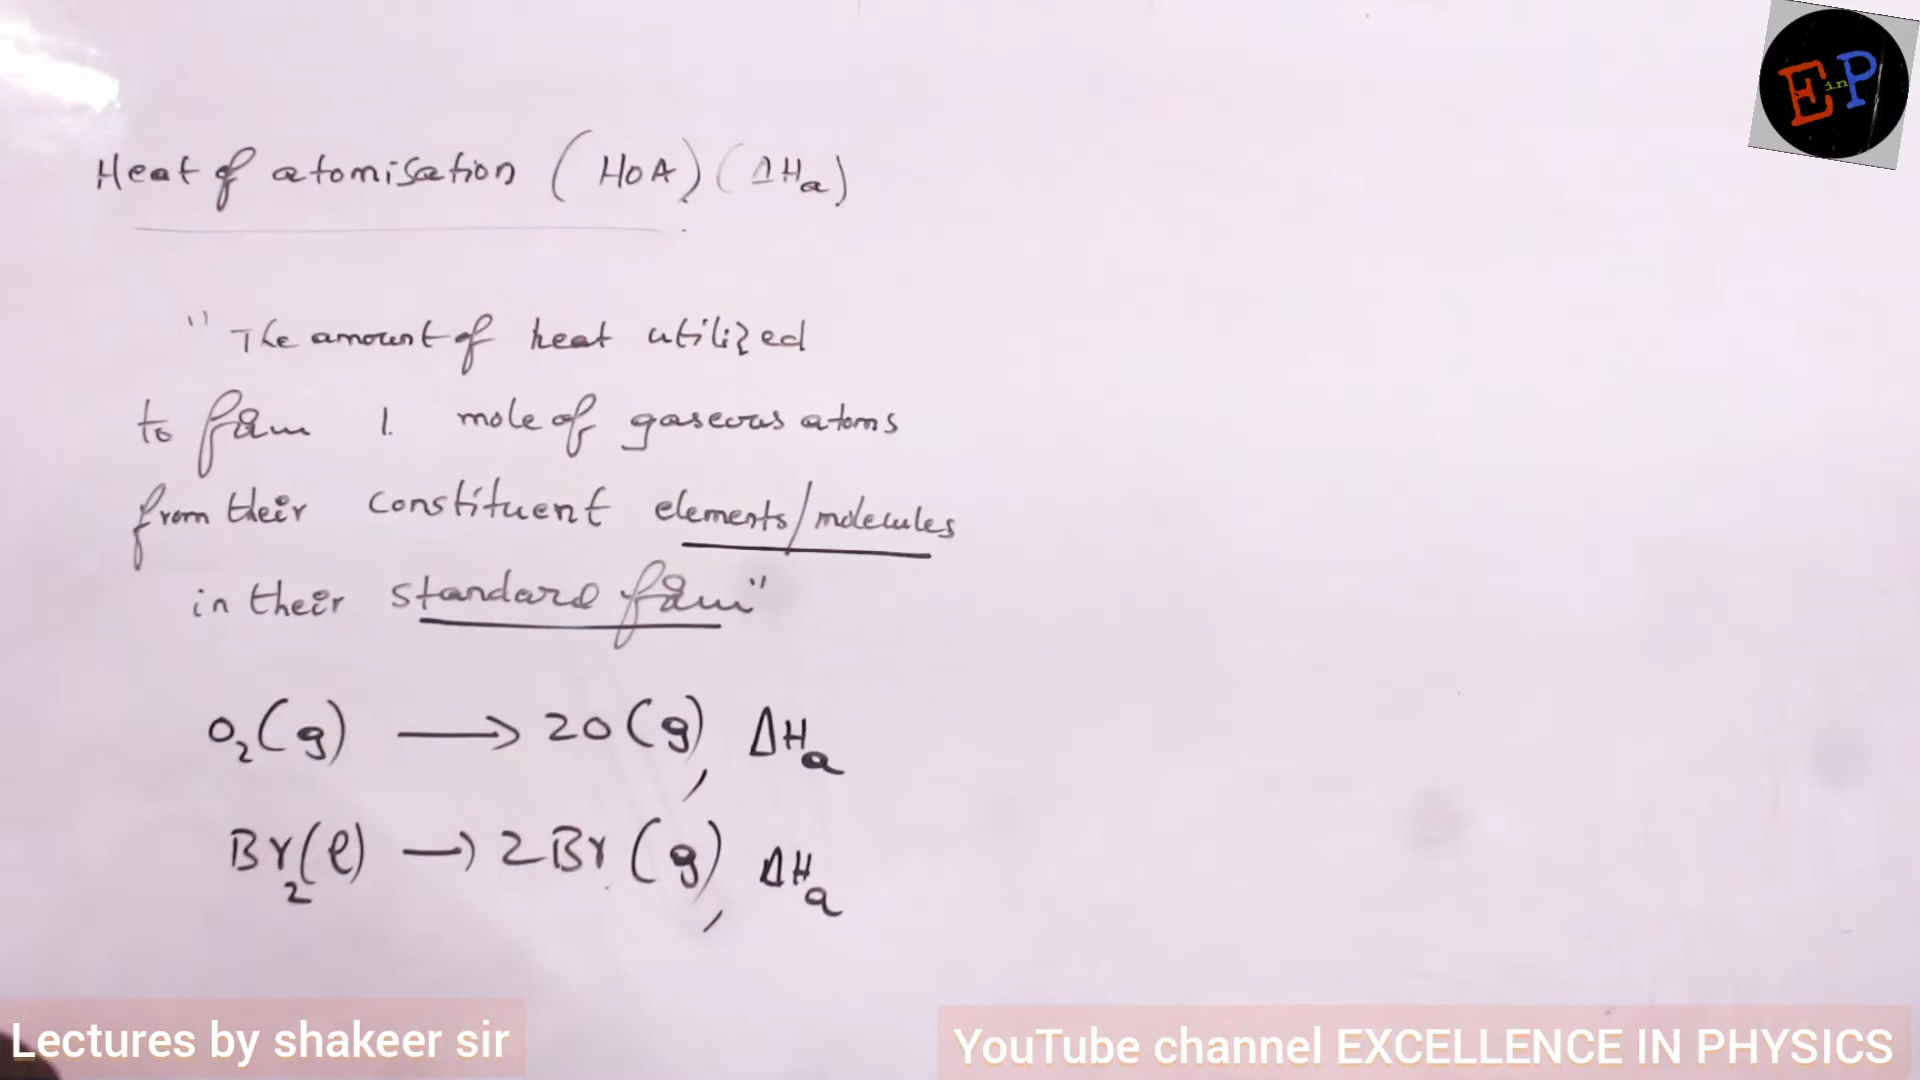 E in P
Heat of atomisation (HOA) (ΔHₐ)
" The amount of heat utilized
to form 1. mole of gaseous atoms
from their constituent elements/molecules
in their standard form"
O₂(g) ⟶ 2O(g), ΔHₐ
Br₂(l) ⟶ 2Br(g), ΔHₐ
Lectures by shakeer sir
YouTube channel EXCELLENCE IN PHYSICS